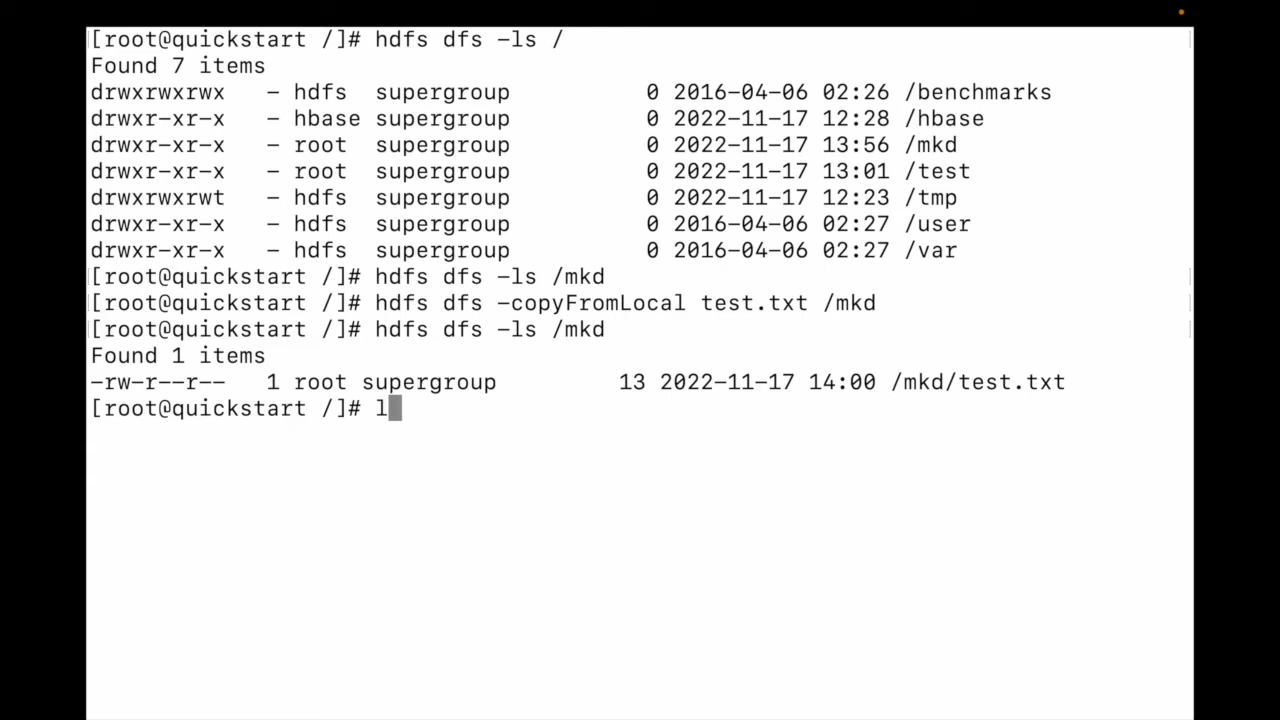 [root@quickstart /]# hdfs dfs -ls /
Found 7 items
drwxrwxrwx   - hdfs  supergroup          0 2016-04-06 02:26 /benchmarks
drwxr-xr-x   - hbase supergroup          0 2022-11-17 12:28 /hbase
drwxr-xr-x   - root  supergroup          0 2022-11-17 13:56 /mkd
drwxr-xr-x   - root  supergroup          0 2022-11-17 13:01 /test
drwxrwxrwt   - hdfs  supergroup          0 2022-11-17 12:23 /tmp
drwxr-xr-x   - hdfs  supergroup          0 2016-04-06 02:27 /user
drwxr-xr-x   - hdfs  supergroup          0 2016-04-06 02:27 /var
[root@quickstart /]# hdfs dfs -ls /mkd
[root@quickstart /]# hdfs dfs -copyFromLocal test.txt /mkd
[root@quickstart /]# hdfs dfs -ls /mkd
Found 1 items
-rw-r--r--   1 root supergroup         13 2022-11-17 14:00 /mkd/test.txt
[root@quickstart /]# l